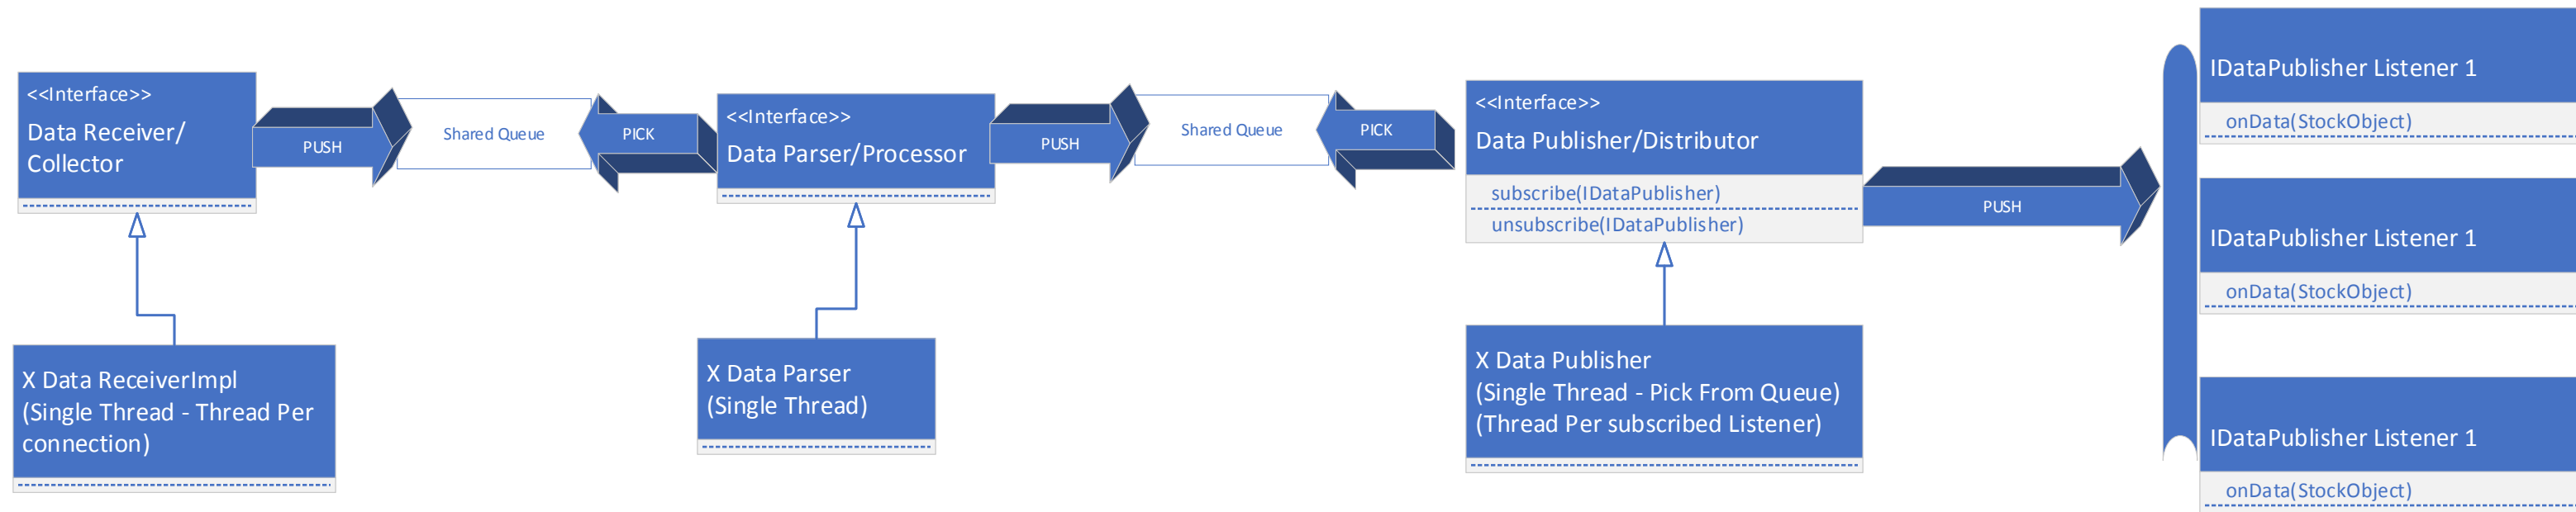 <<Interface>>
Data Receiver/
Collector
PUSH
Shared Queue
PICK
<<Interface>>
Data Parser/Processor
PUSH
Shared Queue
PICK
<<Interface>>
Data Publisher/Distributor
subscribe(IDataPublisher)
unsubscribe(IDataPublisher)
PUSH
IDataPublisher Listener 1
onData(StockObject)
IDataPublisher Listener 1
onData(StockObject)
IDataPublisher Listener 1
onData(StockObject)
X Data ReceiverImpl
(Single Thread - Thread Per
connection)
X Data Parser
(Single Thread)
X Data Publisher
(Single Thread - Pick From Queue)
(Thread Per subscribed Listener)